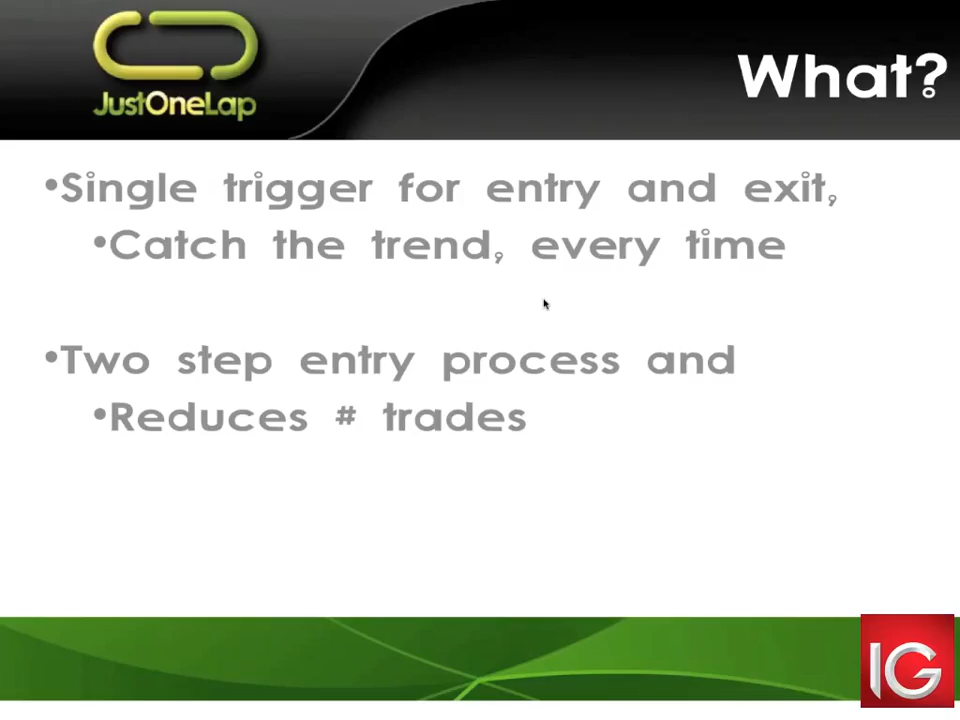 JustOneLap
What?
•Single trigger for entry and exit,
•Catch the trend, every time
•Two step entry process and
•Reduces # trades
IG